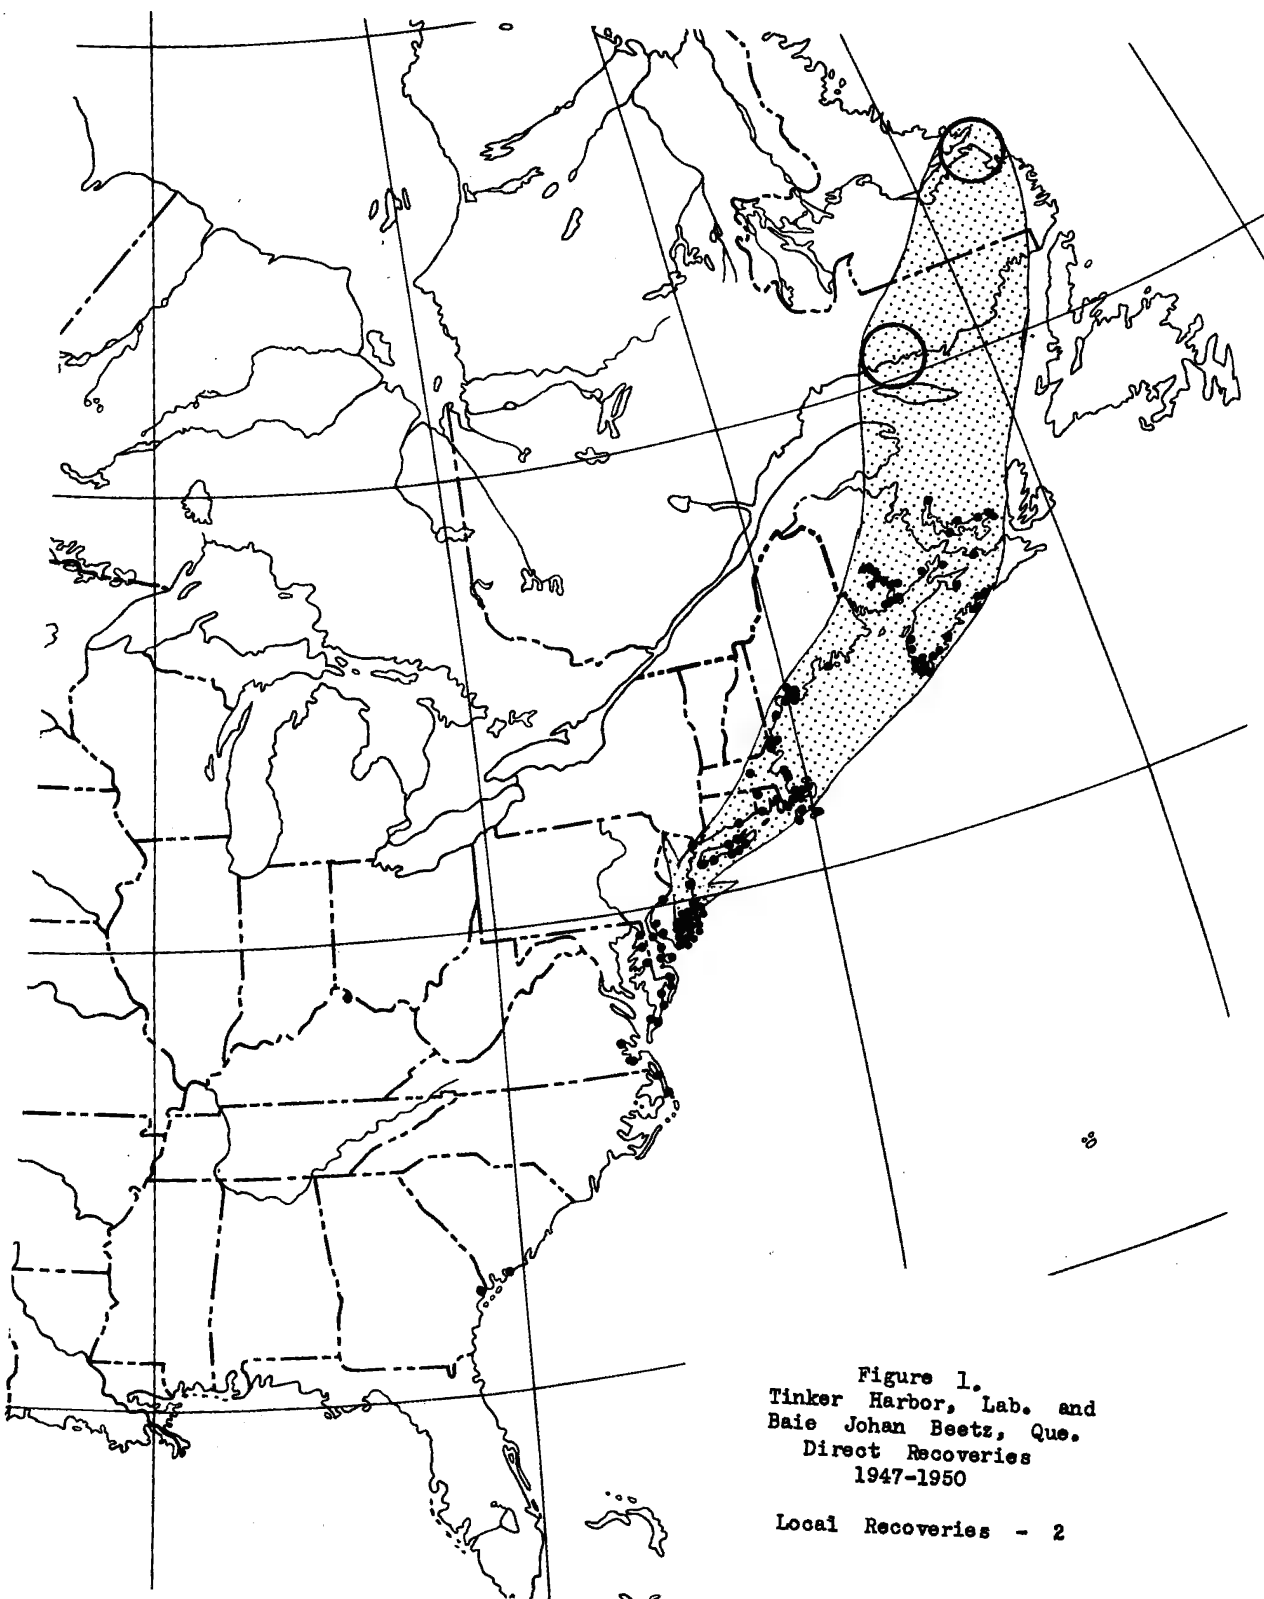 Figure 1.
Tinker Harbor, Lab. and
Baie Johan Beetz, Que.
Direct Recoveries
1947-1950
Local Recoveries - 2